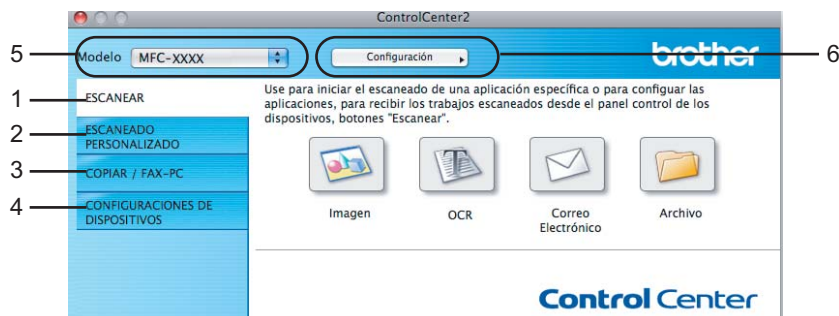 ControlCenter2
5
Modelo MFC-XXXX
Configuración
brother
6
1
ESCANEAR
2
ESCANEADO
PERSONALIZADO
3
COPIAR / FAX-PC
4
CONFIGURACIONES DE
DISPOSITIVOS
Use para iniciar el escaneado de una aplicación específica o para configuar las
aplicaciones, para recibir los trabajos escaneados desde el panel control de los
dispositivos, botones "Escanear".
Imagen
OCR
Correo
Electrónico
Archivo
Control Center